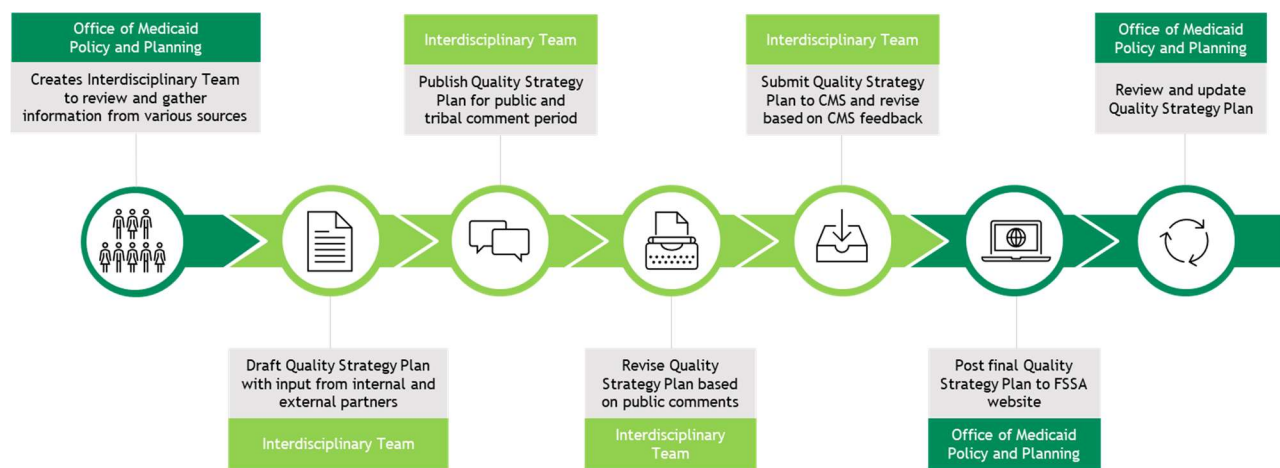 Office of Medicaid
Policy and Planning
Creates Interdisciplinary Team
to review and gather
information from various sources
Draft Quality Strategy Plan
with input from internal and
external partners
Interdisciplinary Team
Interdisciplinary Team
Publish Quality Strategy
Plan for public and
tribal comment period
Revise Quality
Strategy Plan based
on public comments
Interdisciplinary
Team
Interdisciplinary Team
Submit Quality Strategy
Plan to CMS and revise
based on CMS feedback
Post final Quality
Strategy Plan to FSSA
website
Office of Medicaid
Policy and Planning
Office of Medicaid
Policy and Planning
Review and update
Quality Strategy Plan